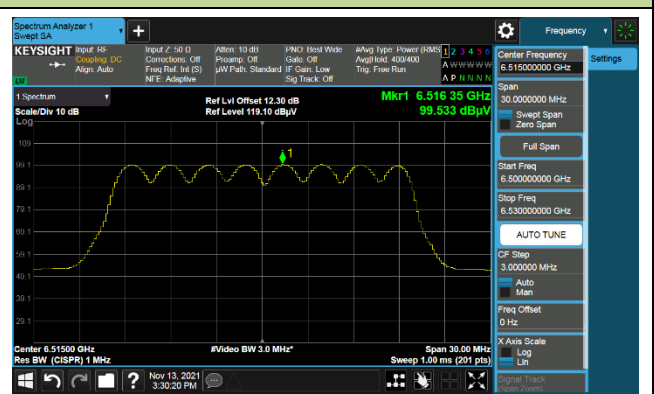 Spectrum Analyzer 1
Swept SA
+
Frequency
KEYSIGHT
Input: RF
Coupling: DC
Align: Auto
Input Z: 50 Ω
Corrections: Off
Freq Ref: Int (S)
NFE: Adaptive
Atten: 10 dB
Preamp: Off
µW Path: Standard
PNO: Best Wide
Gate: Off
IF Gain: Low
Sig Track: Off
#Avg Type: Power (RMS
Avg|Hold: 400/400
Trig: Free Run
1 2 3 4 5 6
A W W W W W
A P N N N N
LV
1 Spectrum
Scale/Div 10 dB
Log
Ref Lvl Offset 12.30 dB
Ref Level 119.10 dBµV
Mkr1 6.516 35 GHz
99.533 dBµV
1
109
99.1
89.1
79.1
69.1
59.1
49.1
39.1
29.1
Center 6.51500 GHz
Res BW (CISPR) 1 MHz
#Video BW 3.0 MHz*
Span 30.00 MHz
Sweep 1.00 ms (201 pts)
Nov 13, 2021
3:30:20 PM
Center Frequency
6.515000000 GHz
Settings
Span
30.0000000 MHz
Swept Span
Zero Span
Full Span
Start Freq
6.500000000 GHz
Stop Freq
6.530000000 GHz
AUTO TUNE
CF Step
3.000000 MHz
Auto
Man
Freq Offset
0 Hz
X Axis Scale
Log
Lin
Signal Track
(Span Zoom)